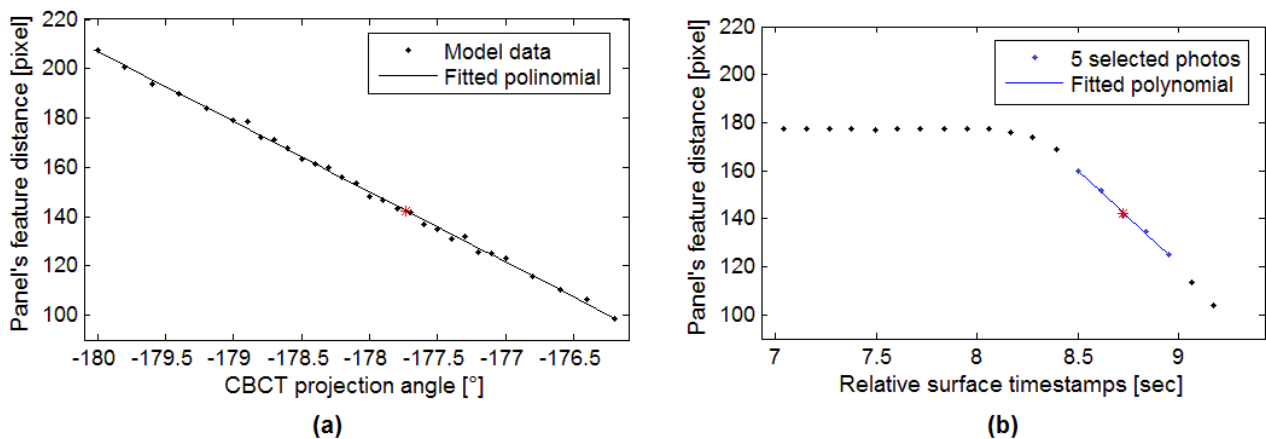 220
200
180
160
140
120
100
Panel's feature distance [pixel]
Model data
Fitted polinomial
-180 -179.5 -179 -178.5 -178 -177.5 -177 -176.5
CBCT projection angle [°]
(a)
220
200
180
160
140
120
100
Panel's feature distance [pixel]
5 selected photos
Fitted polynomial
7 7.5 8 8.5 9
Relative surface timestamps [sec]
(b)